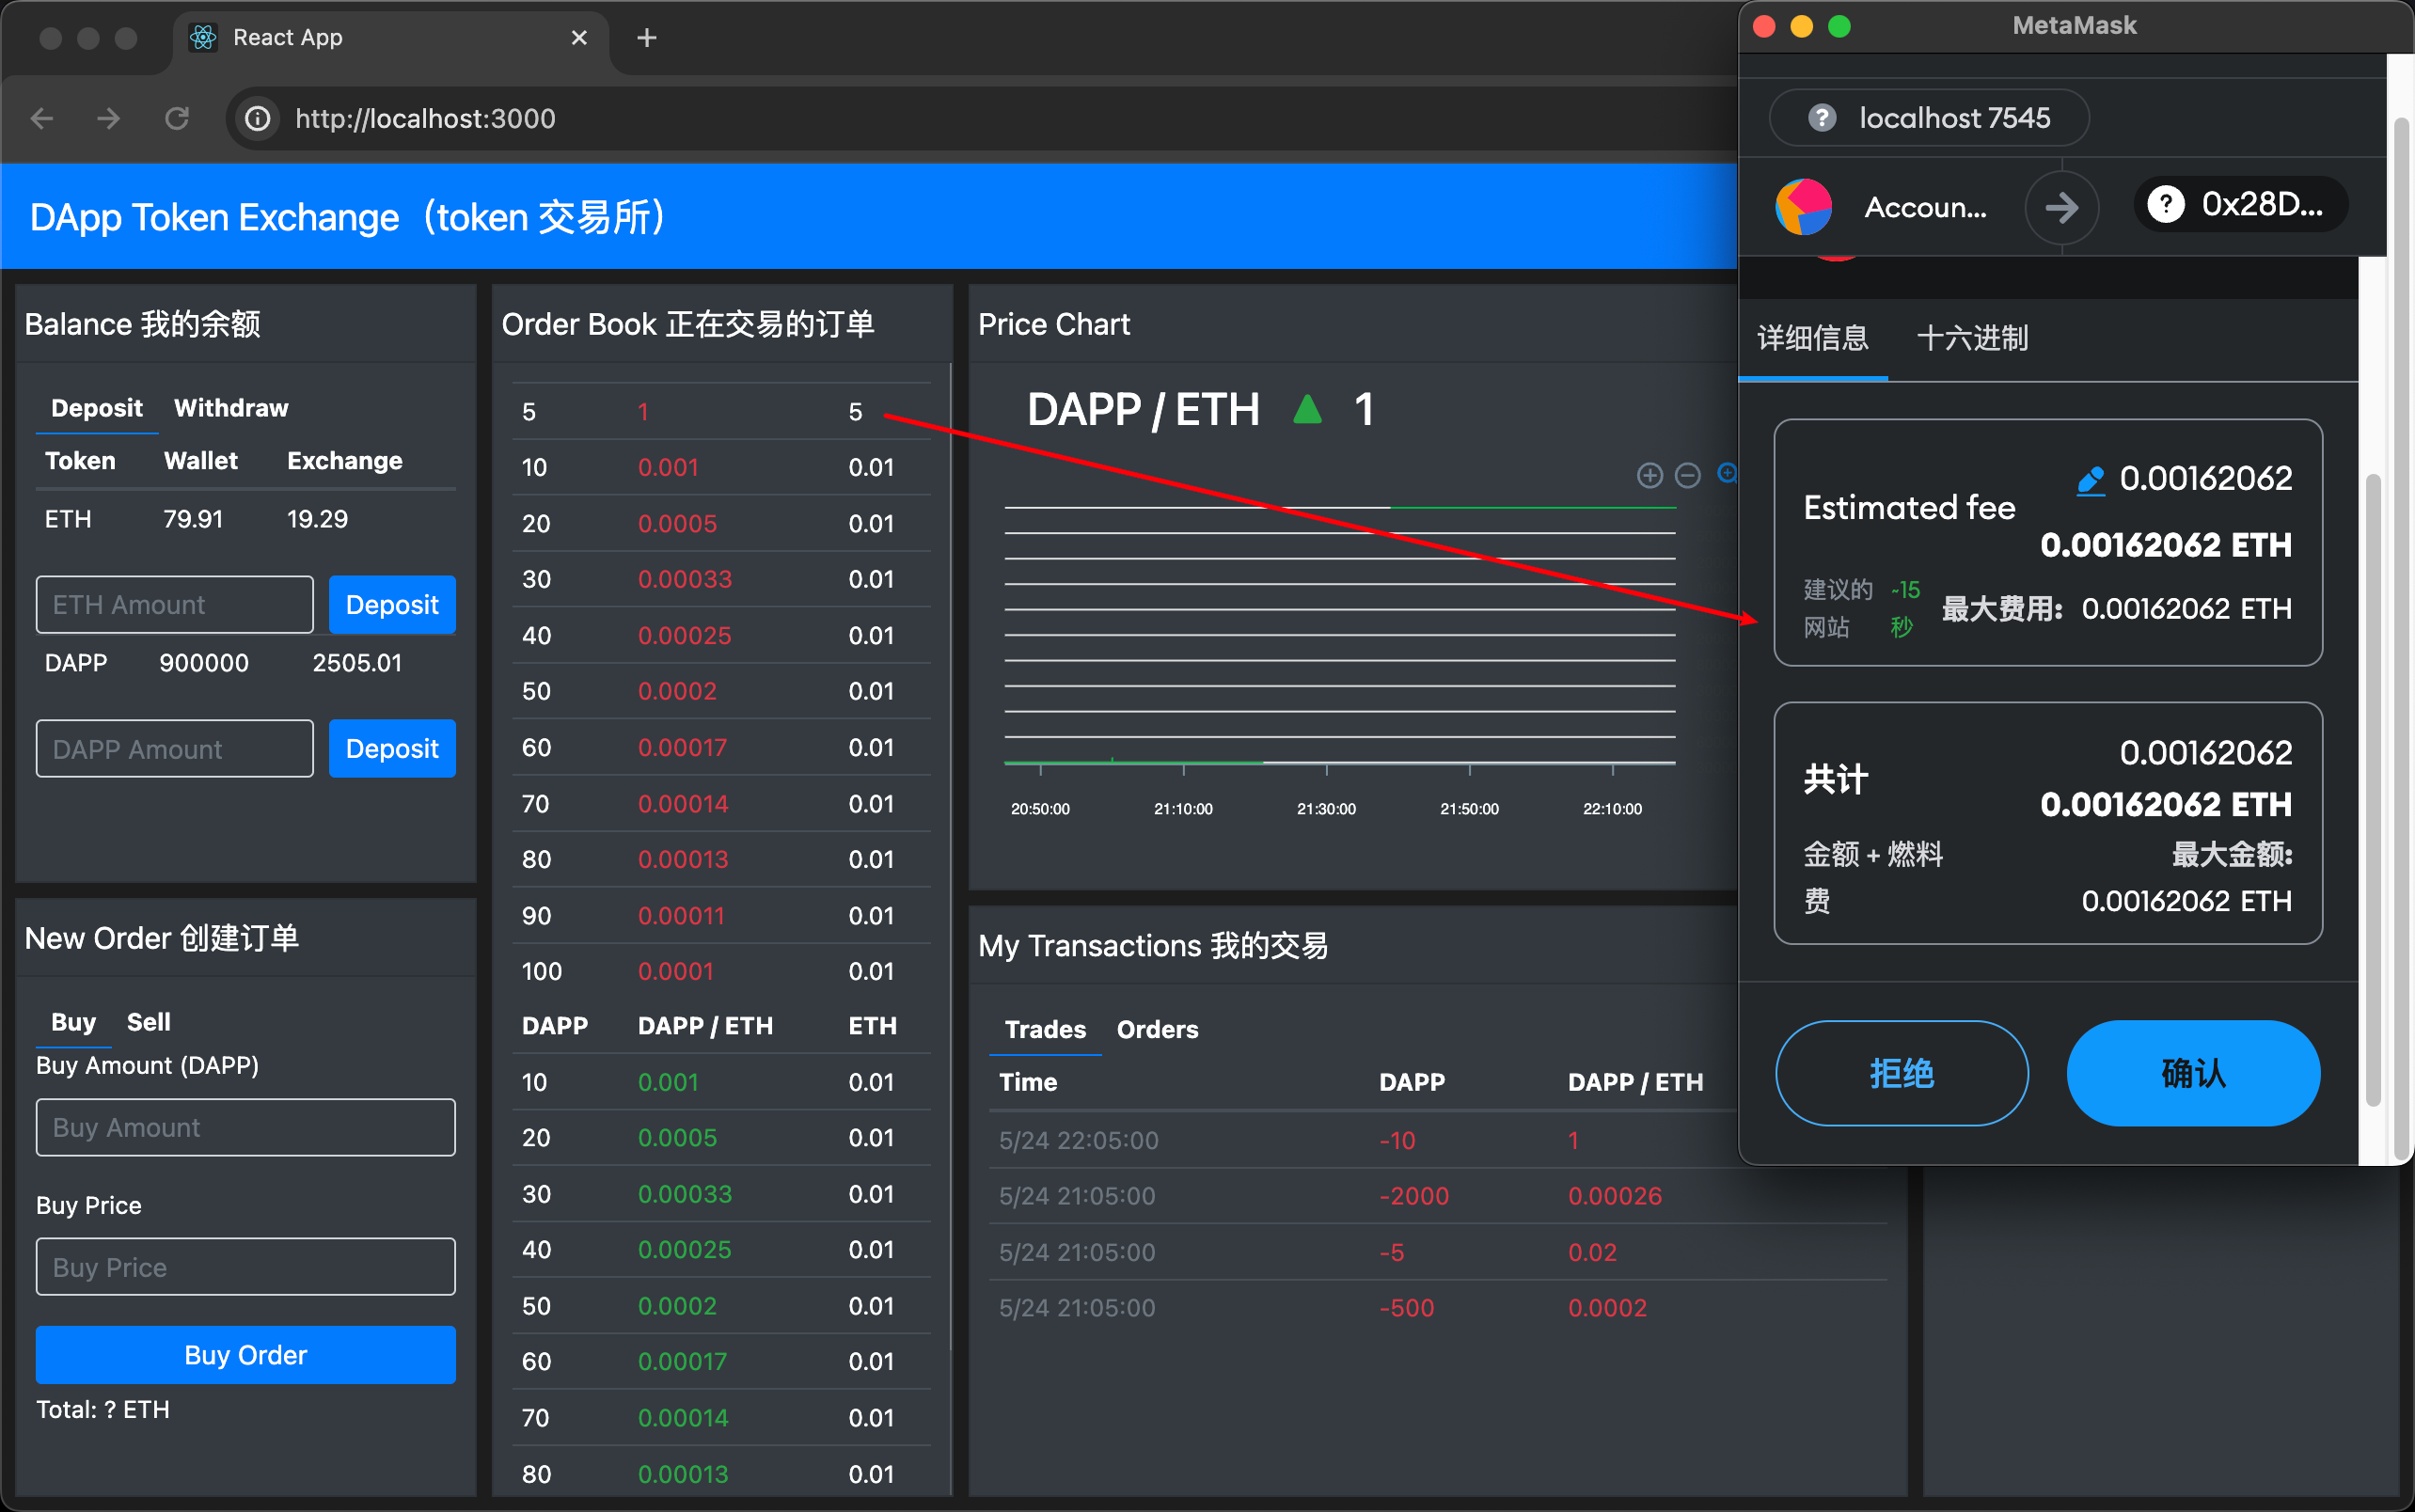 React App
http://localhost:3000
DApp Token Exchange（token 交易所）
Balance 我的余额
Deposit Withdraw
Token Wallet Exchange
ETH 79.91 19.29
ETH Amount Deposit
DAPP 900000 2505.01
DAPP Amount Deposit
New Order 创建订单
Buy Sell
Buy Amount (DAPP)
Buy Amount
Buy Price
Buy Price
Buy Order
Total: ? ETH
Order Book 正在交易的订单
5 1 5
10 0.001 0.01
20 0.0005 0.01
30 0.00033 0.01
40 0.00025 0.01
50 0.0002 0.01
60 0.00017 0.01
70 0.00014 0.01
80 0.00013 0.01
90 0.00011 0.01
100 0.0001 0.01
DAPP DAPP / ETH ETH
10 0.001 0.01
20 0.0005 0.01
30 0.00033 0.01
40 0.00025 0.01
50 0.0002 0.01
60 0.00017 0.01
70 0.00014 0.01
80 0.00013 0.01
Price Chart
DAPP / ETH ▲ 1
20:50:00 21:10:00 21:30:00 21:50:00 22:10:00
My Transactions 我的交易
Trades Orders
Time DAPP DAPP / ETH
5/24 22:05:00 -10 1
5/24 21:05:00 -2000 0.00026
5/24 21:05:00 -5 0.02
5/24 21:05:00 -500 0.0002
MetaMask
localhost 7545
Accoun... 0x28D...
详细信息 十六进制
0.00162062
Estimated fee
0.00162062 ETH
建议的网站 ~15秒 最大费用: 0.00162062 ETH
0.00162062
共计
0.00162062 ETH
金额 + 燃料费 最大金额:
0.00162062 ETH
拒绝 确认